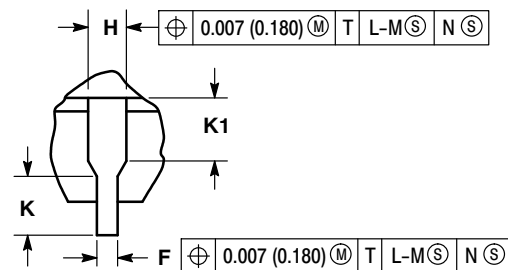 H ⌖ 0.007 (0.180) Ⓜ T L-M Ⓢ N Ⓢ
K1
K
F ⌖ 0.007 (0.180) Ⓜ T L-M Ⓢ N Ⓢ